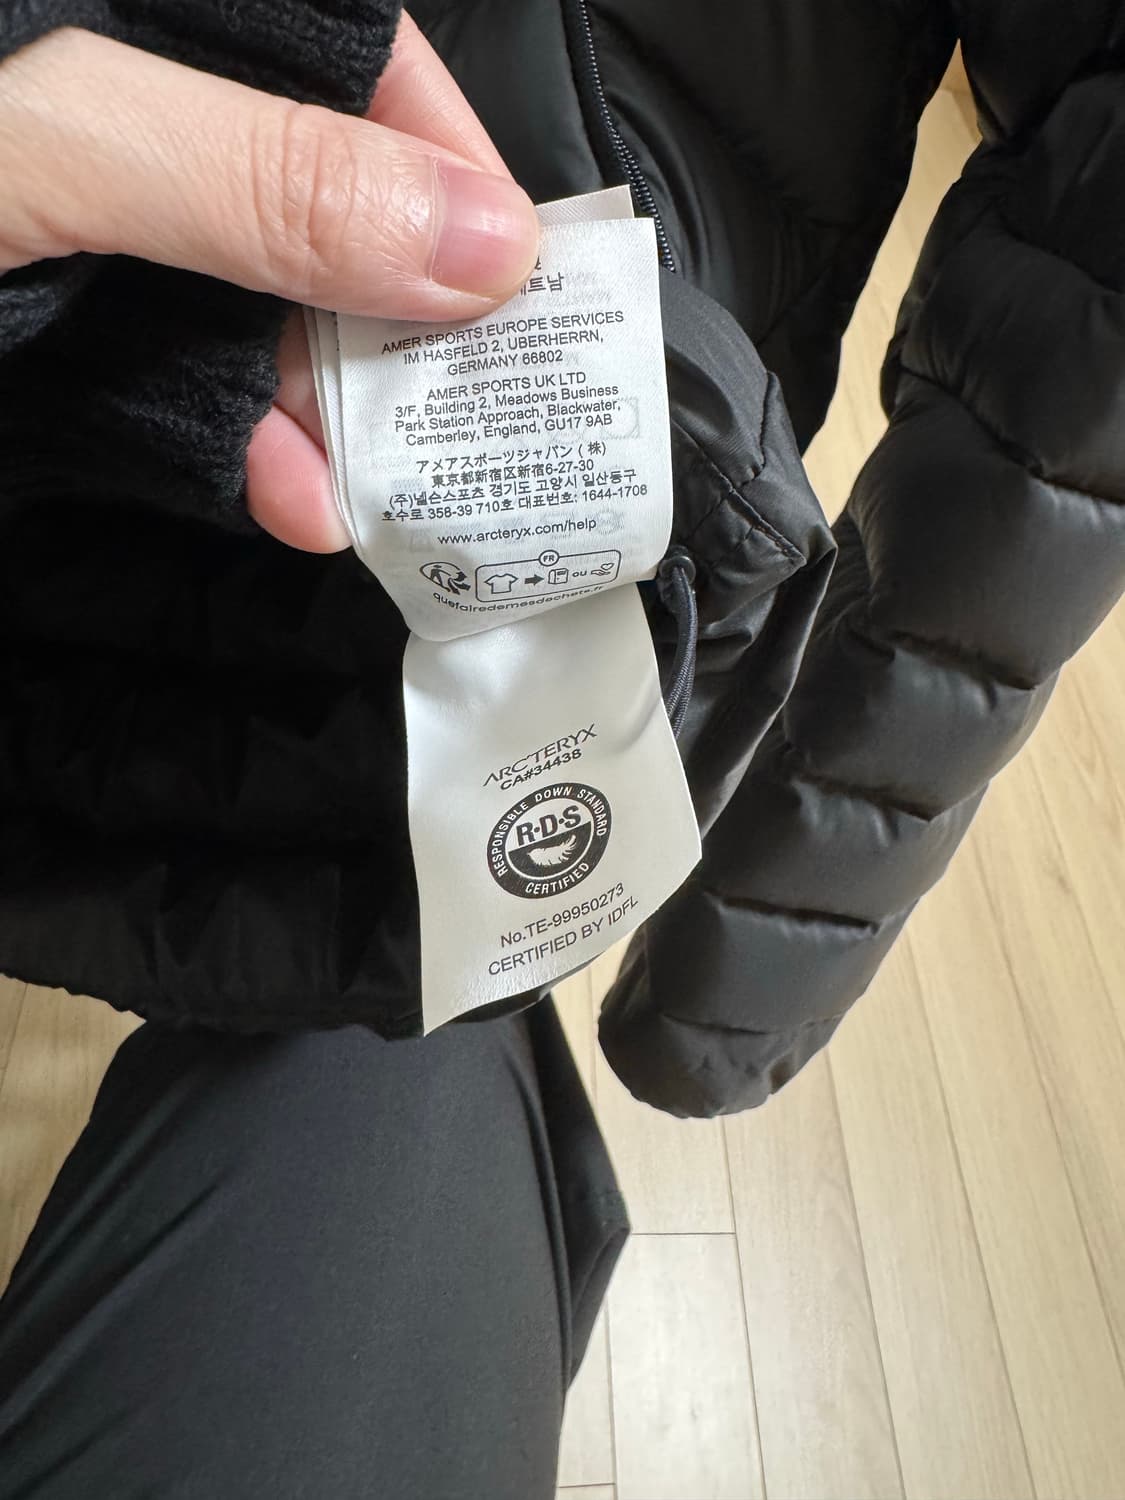 트남
AMER SPORTS EUROPE SERVICES
IM HASFELD 2, UBERHERRN,
GERMANY 66802
AMER SPORTS UK LTD
3/F, Building 2, Meadows Business
Park Station Approach, Blackwater,
Camberley, England, GU17 9AB
アメアスポーツジャパン ( 株)
東京都新宿区新宿6-27-30
(주)넬슨스포츠 경기도 고양시 일산동구
호수로 358-39 710호 대표번호: 1644-1708
www.arcteryx.com/help
FR
ou
quefairedemesdechets.fr
ARC'TERYX
CA#34438
RESPONSIBLE DOWN STANDARD
R·D·S
CERTIFIED
No.TE-99950273
CERTIFIED BY IDFL